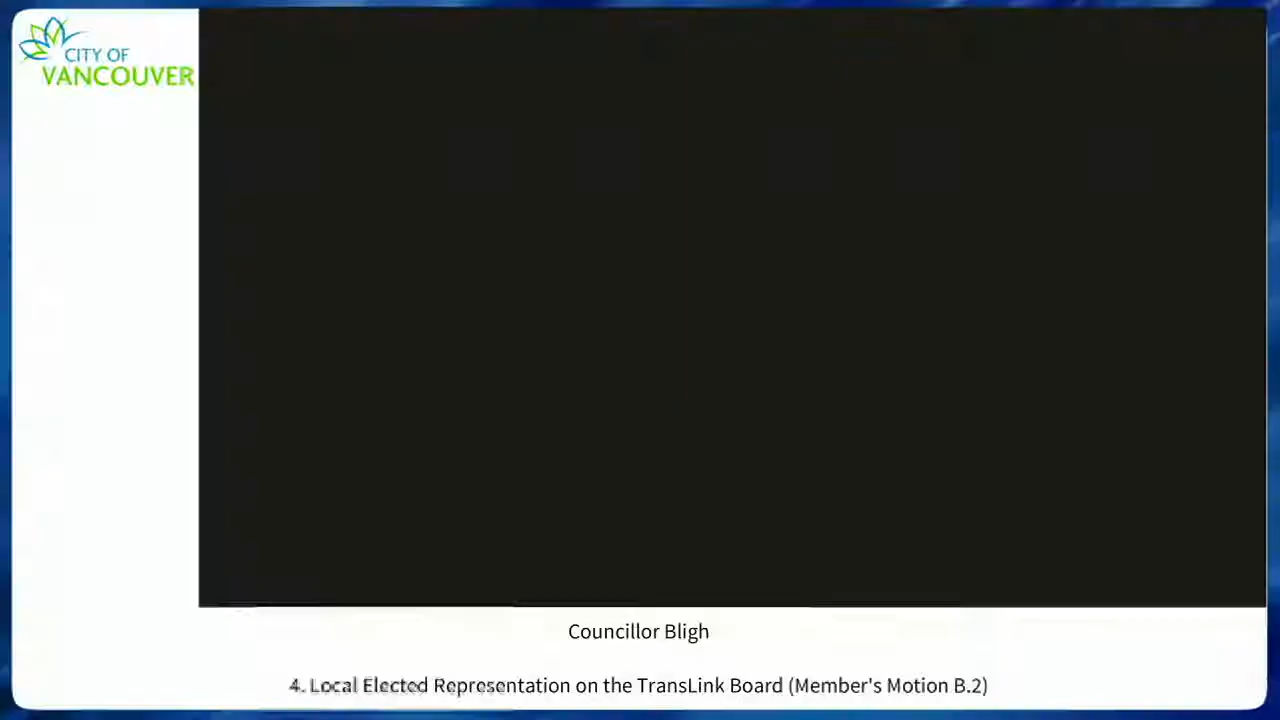 CITY OF
VANCOUVER
Councillor Bligh
4. Local Elected Representation on the TransLink Board (Member's Motion B.2)